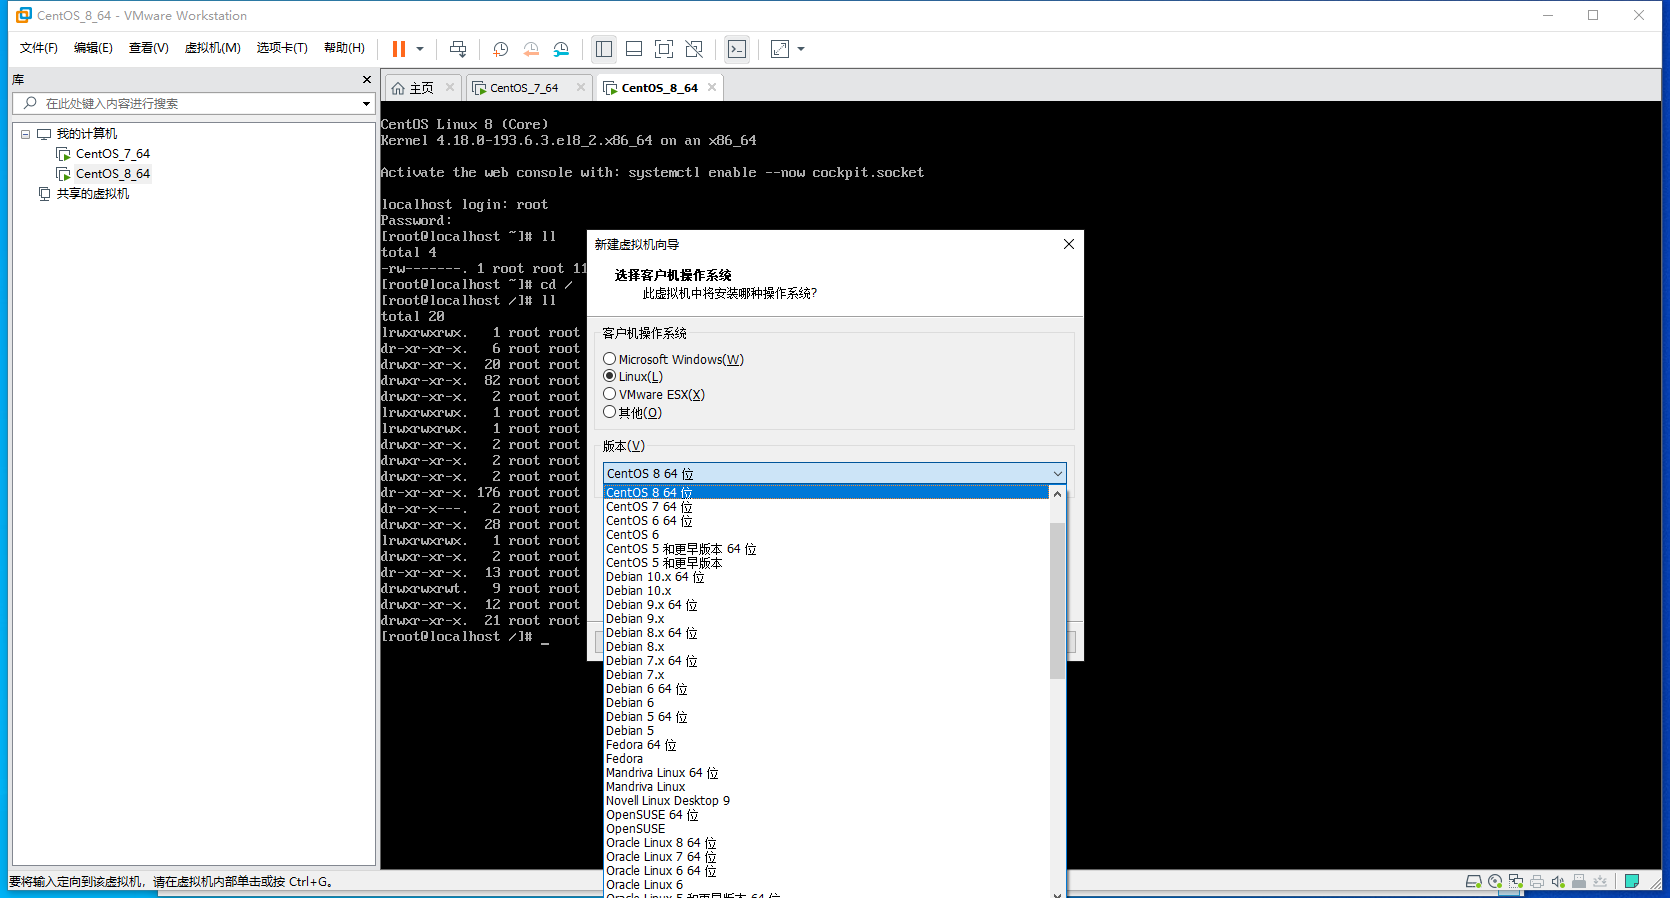 CentOS_8_64 - VMware Workstation
文件(F) 编辑(E) 查看(V) 虚拟机(M) 选项卡(T) 帮助(H)
库
在此处键入内容进行搜索
我的计算机
CentOS_7_64
CentOS_8_64
共享的虚拟机
主页 CentOS_7_64 CentOS_8_64
CentOS Linux 8 (Core)
Kernel 4.18.0-193.6.3.el8_2.x86_64 on an x86_64
Activate the web console with: systemctl enable --now cockpit.socket
localhost login: root
Password:
[root@localhost ~]# ll
total 4
-rw-------. 1 root root 11
[root@localhost ~]# cd /
[root@localhost /]# ll
total 20
lrwxrwxrwx. 1 root root
dr-xr-xr-x. 6 root root
drwxr-xr-x. 20 root root
drwxr-xr-x. 82 root root
drwxr-xr-x. 2 root root
lrwxrwxrwx. 1 root root
lrwxrwxrwx. 1 root root
drwxr-xr-x. 2 root root
drwxr-xr-x. 2 root root
drwxr-xr-x. 2 root root
dr-xr-xr-x. 176 root root
dr-xr-x---. 2 root root
drwxr-xr-x. 28 root root
lrwxrwxrwx. 1 root root
drwxr-xr-x. 2 root root
dr-xr-xr-x. 13 root root
drwxrwxrwt. 9 root root
drwxr-xr-x. 12 root root
drwxr-xr-x. 21 root root
[root@localhost /]# _
新建虚拟机向导
选择客户机操作系统
此虚拟机中将安装哪种操作系统?
客户机操作系统
Microsoft Windows(W)
Linux(L)
VMware ESX(X)
其他(O)
版本(V)
CentOS 8 64 位
CentOS 8 64 位
CentOS 7 64 位
CentOS 6 64 位
CentOS 6
CentOS 5 和更早版本 64 位
CentOS 5 和更早版本
Debian 10.x 64 位
Debian 10.x
Debian 9.x 64 位
Debian 9.x
Debian 8.x 64 位
Debian 8.x
Debian 7.x 64 位
Debian 7.x
Debian 6 64 位
Debian 6
Debian 5 64 位
Debian 5
Fedora 64 位
Fedora
Mandriva Linux 64 位
Mandriva Linux
Novell Linux Desktop 9
OpenSUSE 64 位
OpenSUSE
Oracle Linux 8 64 位
Oracle Linux 7 64 位
Oracle Linux 6 64 位
Oracle Linux 6
Oracle Linux 5 和更早版本 64 位
要将输入定向到该虚拟机，请在虚拟机内部单击或按 Ctrl+G。